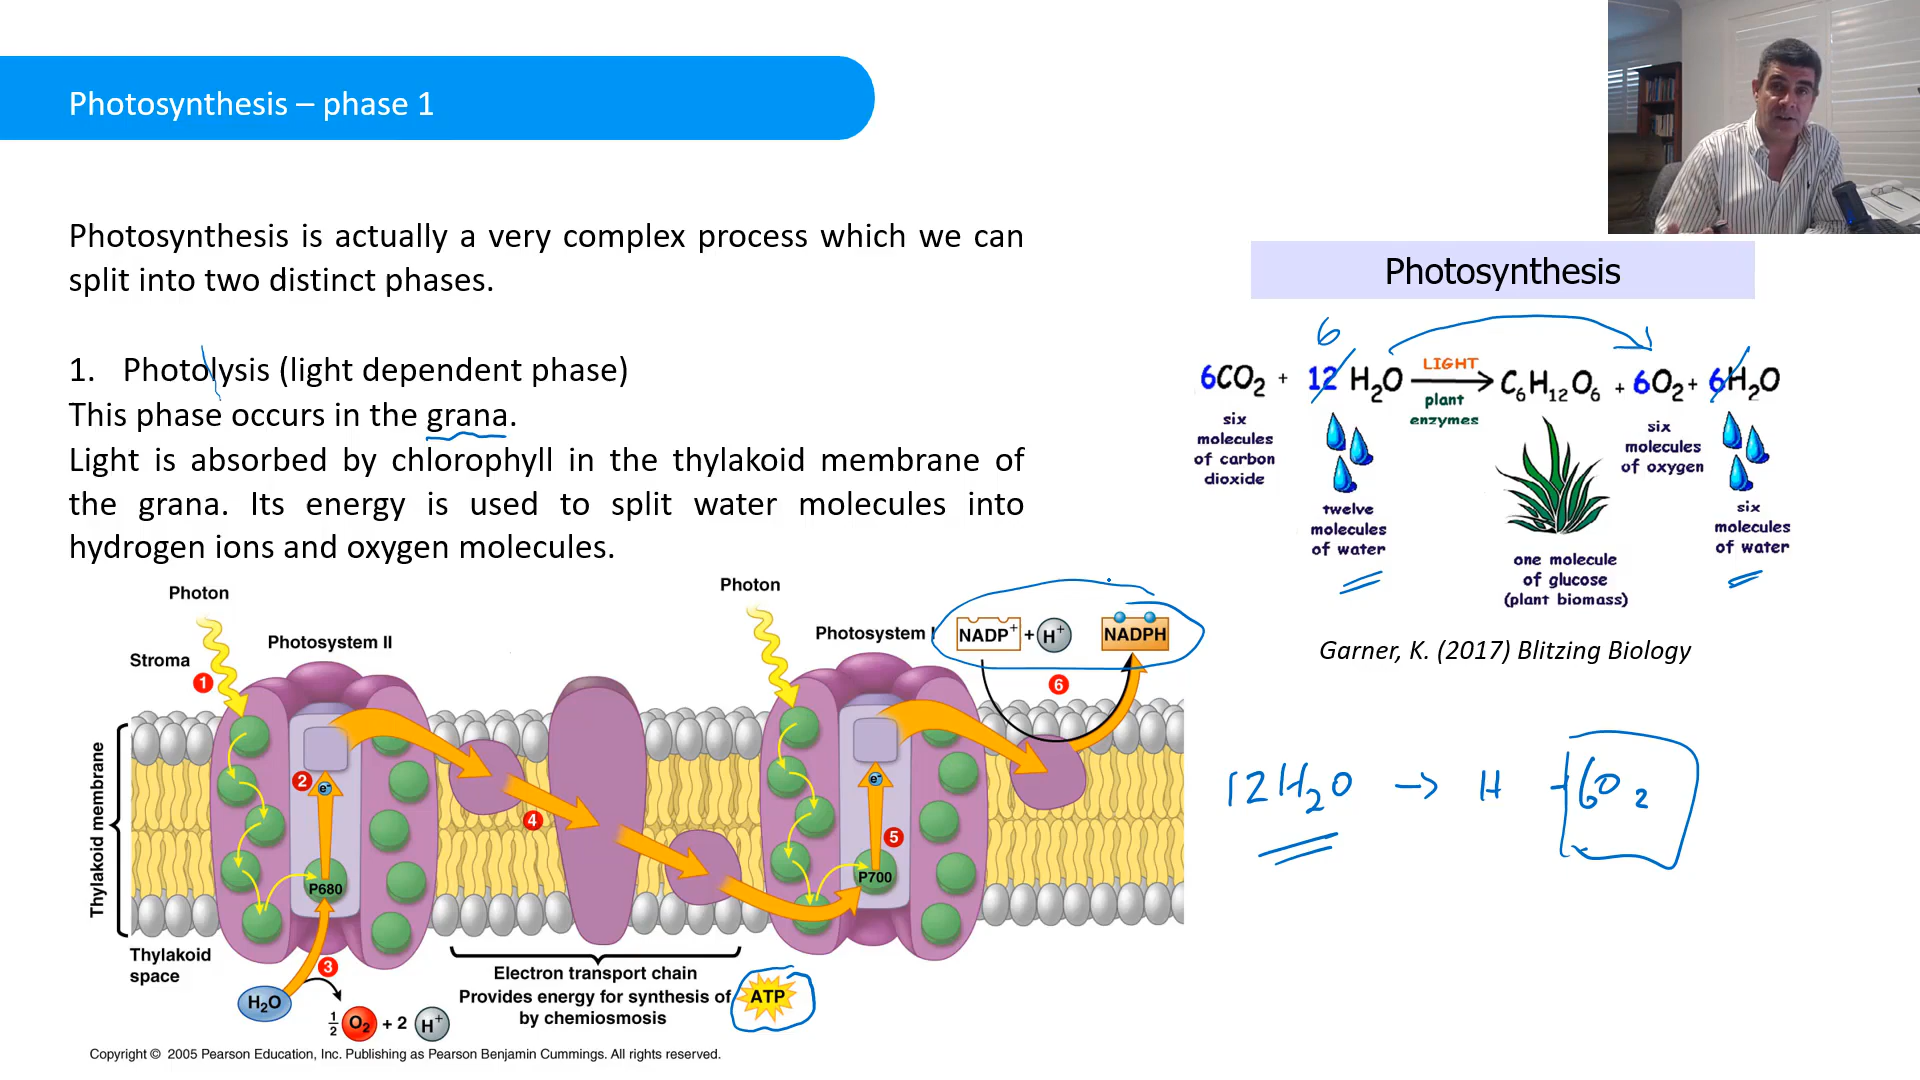 Photosynthesis – phase 1
Photosynthesis is actually a very complex process which we can
split into two distinct phases.
1. Photolysis (light dependent phase)
This phase occurs in the grana.
Light is absorbed by chlorophyll in the thylakoid membrane of
the grana. Its energy is used to split water molecules into
hydrogen ions and oxygen molecules.
Photon
Photosystem II
Stroma
1
2
e-
P680
3
H2O
1/2 O2 + 2 H+
4
Thylakoid membrane
Thylakoid
space
Electron transport chain
Provides energy for synthesis of ATP
by chemiosmosis
Photon
Photosystem I
NADP+ + H+
NADPH
6
e-
5
P700
Copyright © 2005 Pearson Education, Inc. Publishing as Pearson Benjamin Cummings. All rights reserved.
Photosynthesis
6
6CO2 + 12 H2O LIGHT → C6H12O6 + 6O2 + 6H2O
plant
enzymes
six
molecules
of carbon
dioxide
twelve
molecules
of water
one molecule
of glucose
(plant biomass)
six
molecules
of oxygen
six
molecules
of water
Garner, K. (2017) Blitzing Biology
12H2O → H + 6O2